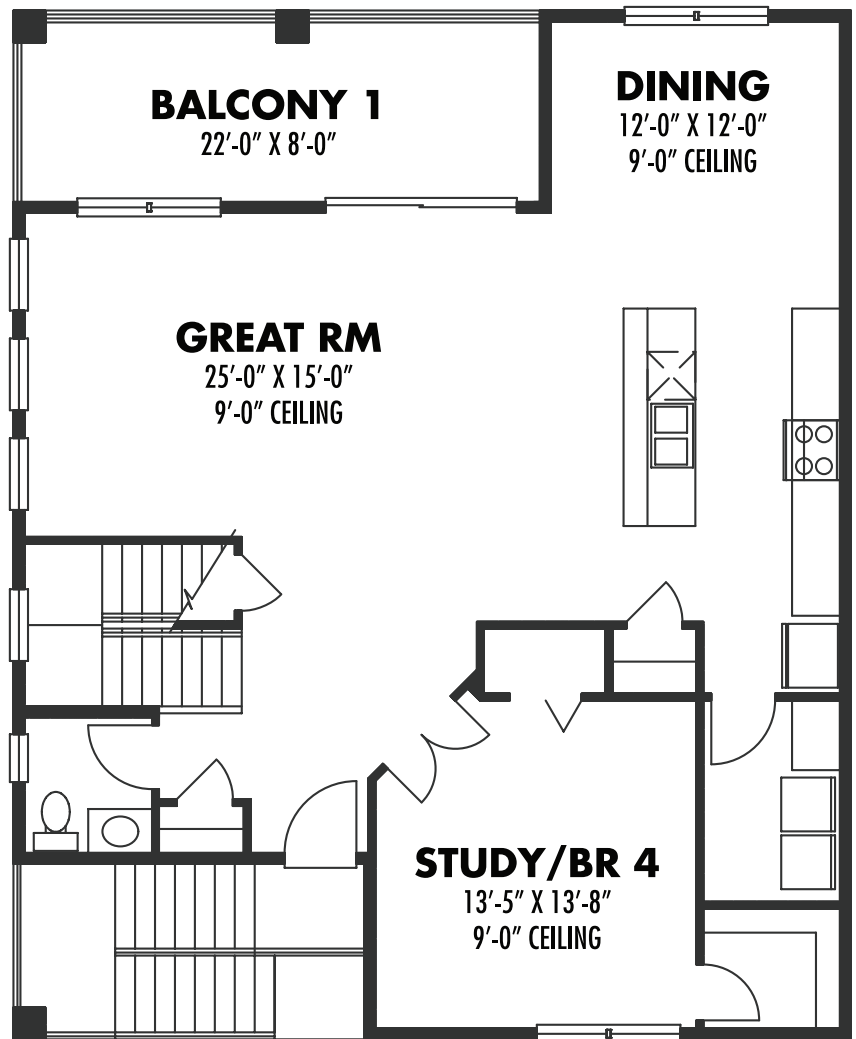 BALCONY 1
22′-0″ X 8′-0″
DINING
12′-0″ X 12′-0″
9′-0″ CEILING
GREAT RM
25′-0″ X 15′-0″
9′-0″ CEILING
STUDY/BR 4
13′-5″ X 13′-8″
9′-0″ CEILING